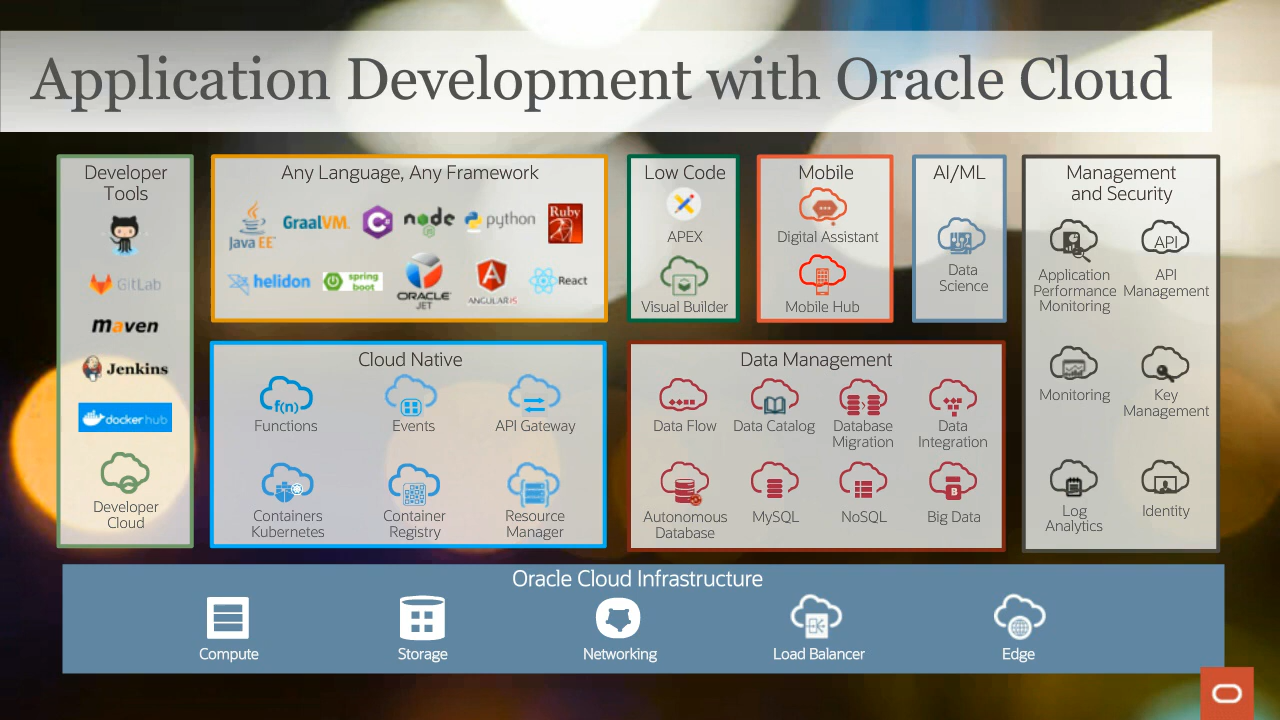 Application Development with Oracle Cloud
Developer
Tools
GitLab
maven
Jenkins
docker hub
Developer
Cloud
Any Language, Any Framework
Java EE
GraalVM.
C#
node
JS
python
Ruby
helidon
spring
boot
ORACLE
JET
A
ANGULARJS
React
Low Code
APEX
Visual Builder
Mobile
Digital Assistant
Mobile Hub
AI/ML
Data
Science
Management
and Security
Application
Performance
Monitoring
API
API
Management
Monitoring
Key
Management
Log
Analytics
Identity
Cloud Native
f(n)
Functions
Events
API Gateway
Containers
Kubernetes
Container
Registry
Resource
Manager
Data Management
Data Flow
Data Catalog
Database
Migration
Data
Integration
Autonomous
Database
MySQL
NoSQL
B
Big Data
Oracle Cloud Infrastructure
Compute
Storage
Networking
Load Balancer
Edge